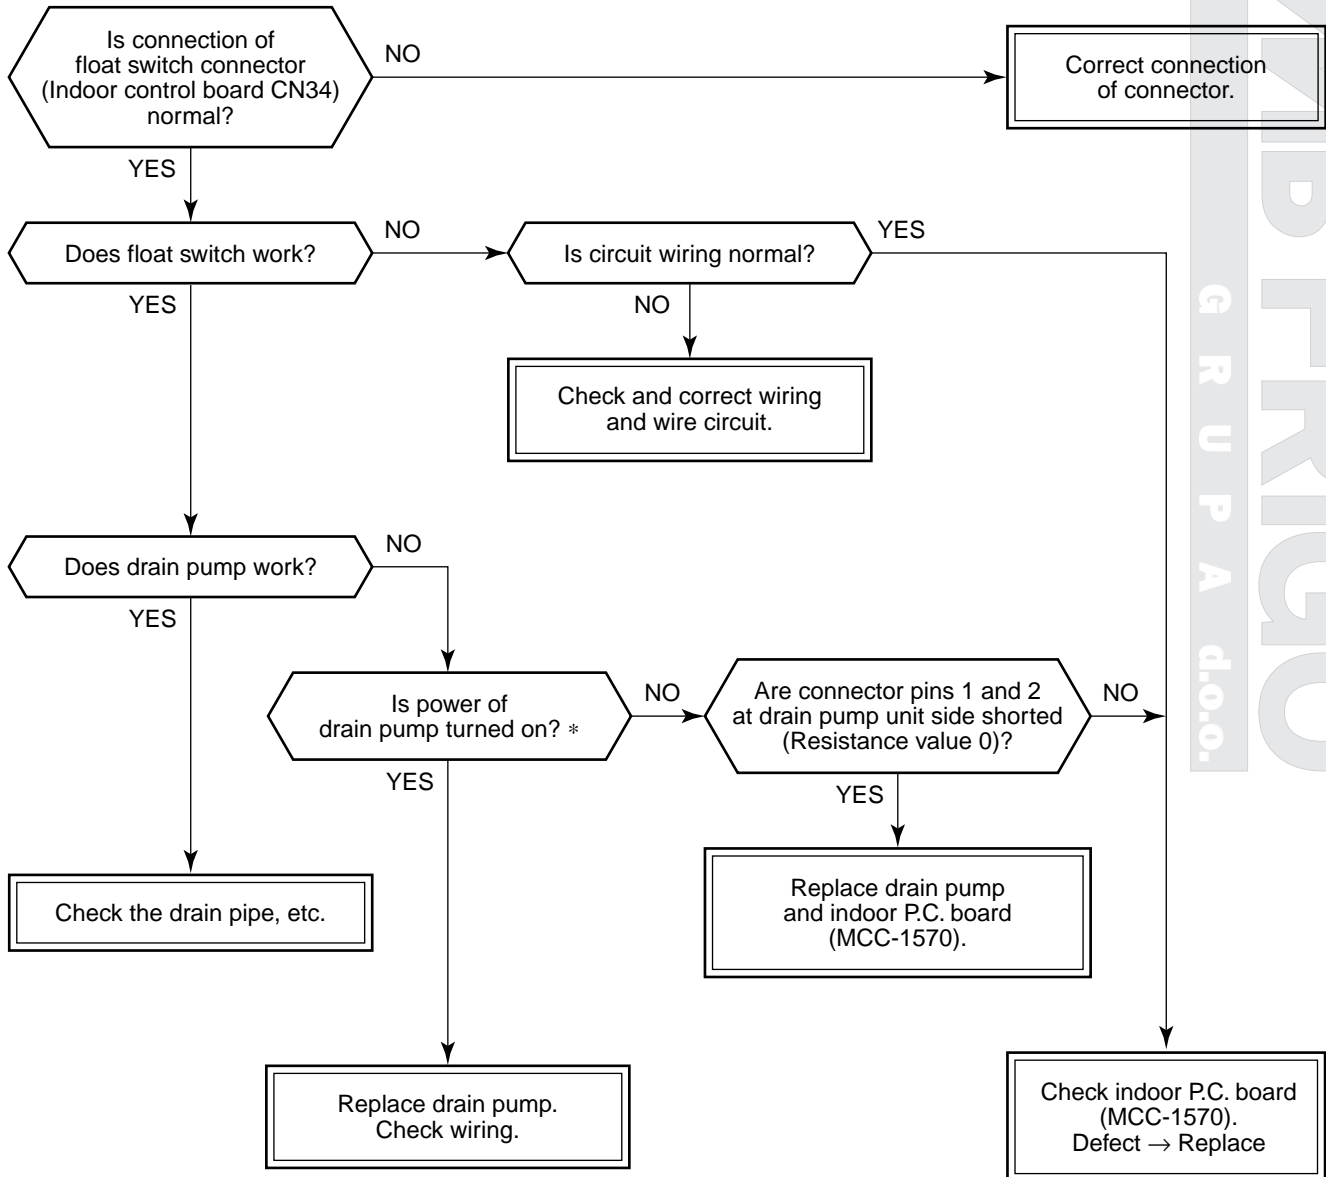 Is connection of
float switch connector
(Indoor control board CN34)
normal?
NO
Correct connection
of connector.
YES
Does float switch work?
NO
Is circuit wiring normal?
YES
YES
NO
Check and correct wiring
and wire circuit.
Does drain pump work?
NO
YES
Is power of
drain pump turned on? *
NO
Are connector pins 1 and 2
at drain pump unit side shorted
(Resistance value 0)?
NO
YES
YES
Check the drain pipe, etc.
Replace drain pump
and indoor P.C. board
(MCC-1570).
Replace drain pump.
Check wiring.
Check indoor P.C. board
(MCC-1570).
Defect → Replace
FRIGO
GRUPA d.o.o.